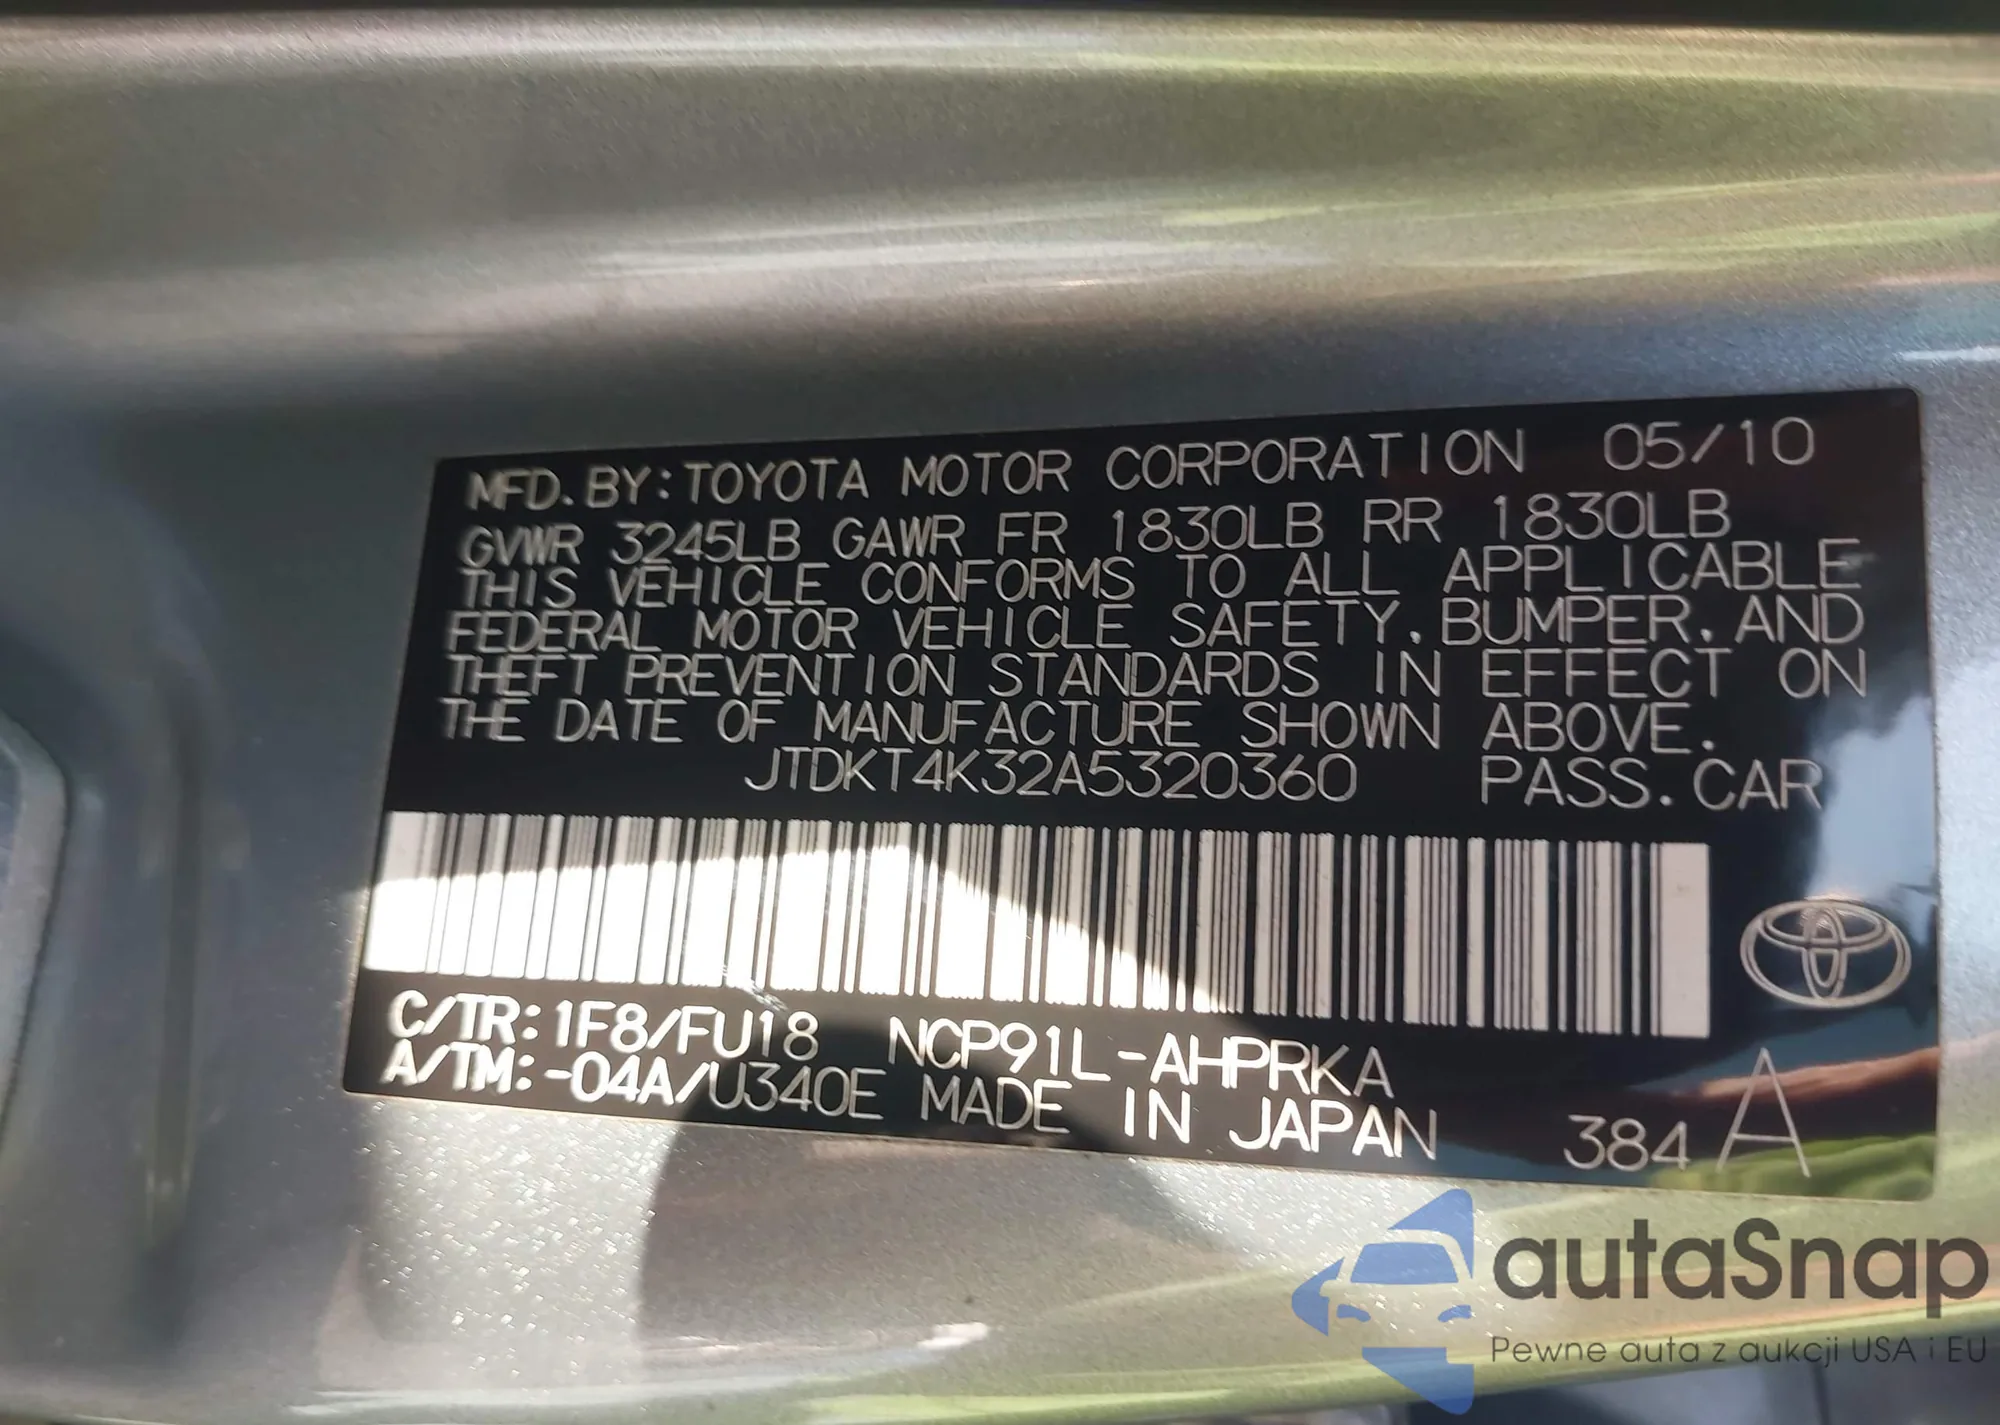 MFD. BY: TOYOTA MOTOR CORPORATION 05/10
GVWR 3245LB GAWR FR 1830LB RR 1830LB
THIS VEHICLE CONFORMS TO ALL APPLICABLE
FEDERAL MOTOR VEHICLE SAFETY, BUMPER, AND
THEFT PREVENTION STANDARDS IN EFFECT ON
THE DATE OF MANUFACTURE SHOWN ABOVE.
JTDKT4K32A5320360 PASS. CAR
C/TR: 1F8/FU18 NCP91L-AHPRKA
A/TM: -04A/U340E MADE IN JAPAN 384 A
autaSnap
Pewne auta z aukcji USA i EU